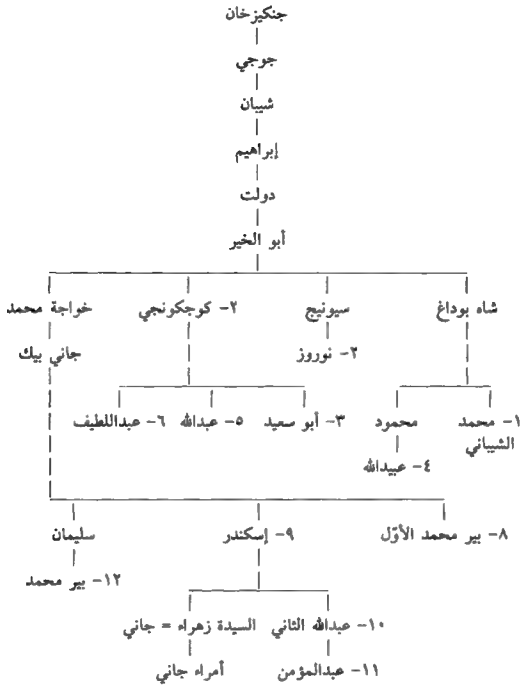 جنكيزخان
جوجي
شيبان
إبراهيم
دولت
أبو الخير
شاه بوداغ
سيونيج
٢- كوجكونجي
خواجة محمد
٢- نوروز
جاني بيك
١- محمد الشيباني
محمود
٣- أبو سعيد
٥- عبدالله
٦- عبداللطيف
٤- عبيدالله
٨- بير محمد الأوّل
٩- إسكندر
سليمان
١٢- بير محمد
١٠- عبدالله الثاني
السيدة زهراء = جاني
١١- عبدالمؤمن
أمراء جاني